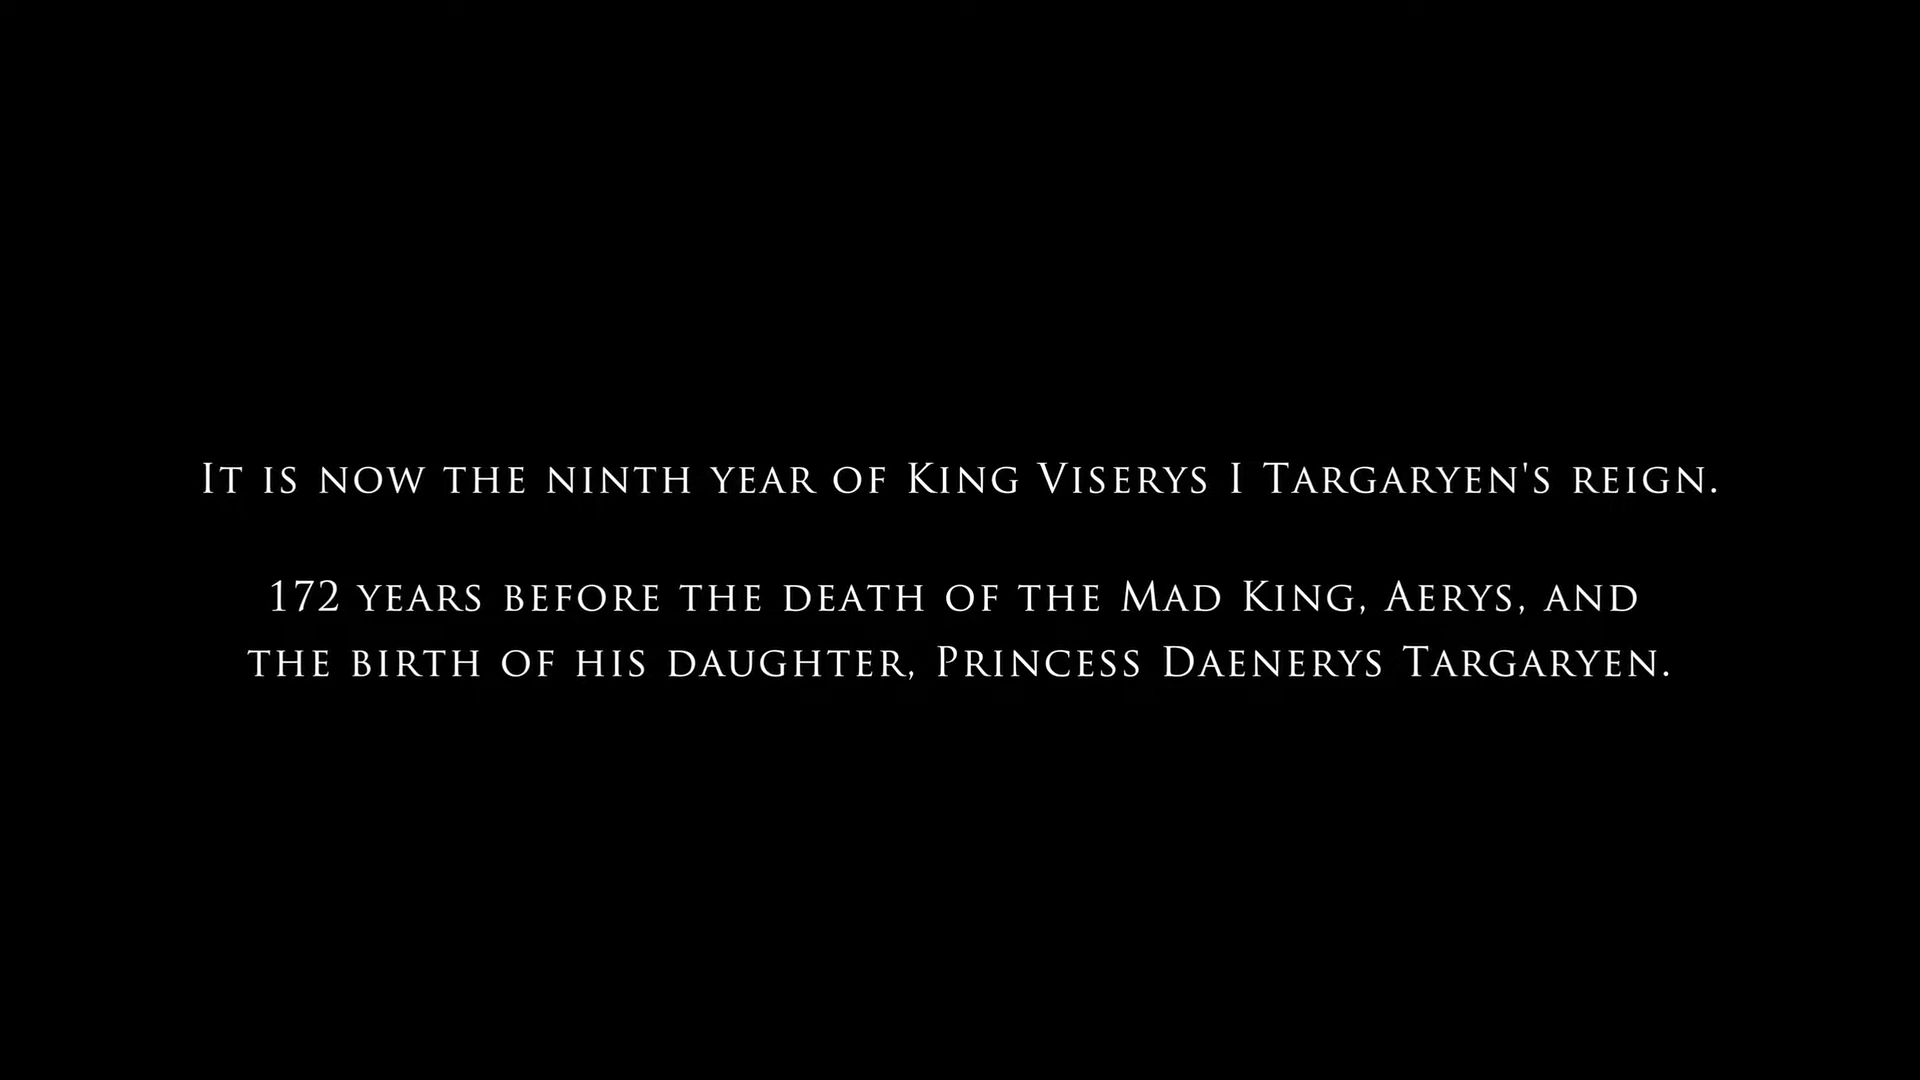 It is now the ninth year of King Viserys I Targaryen's reign.
172 years before the death of the Mad King, Aerys, and
the birth of his daughter, Princess Daenerys Targaryen.